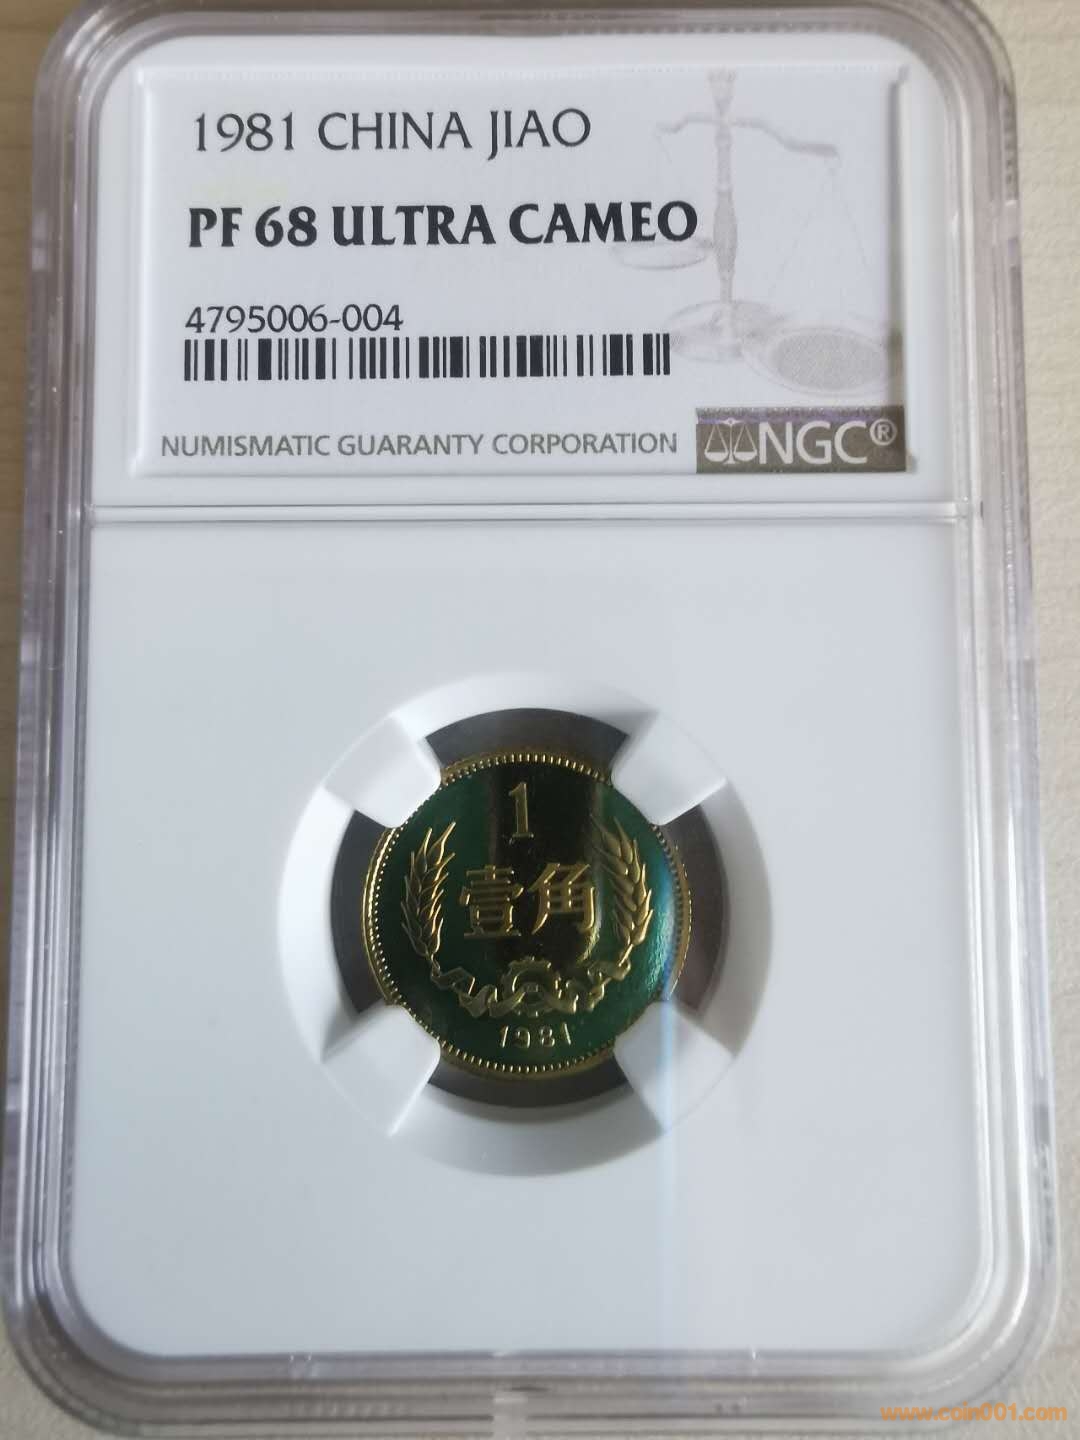 1981 CHINA JIAO
PF 68 ULTRA CAMEO
4795006-004
NUMISMATIC GUARANTY CORPORATION
NGC®
1
壹角
1981
www.coin001.com